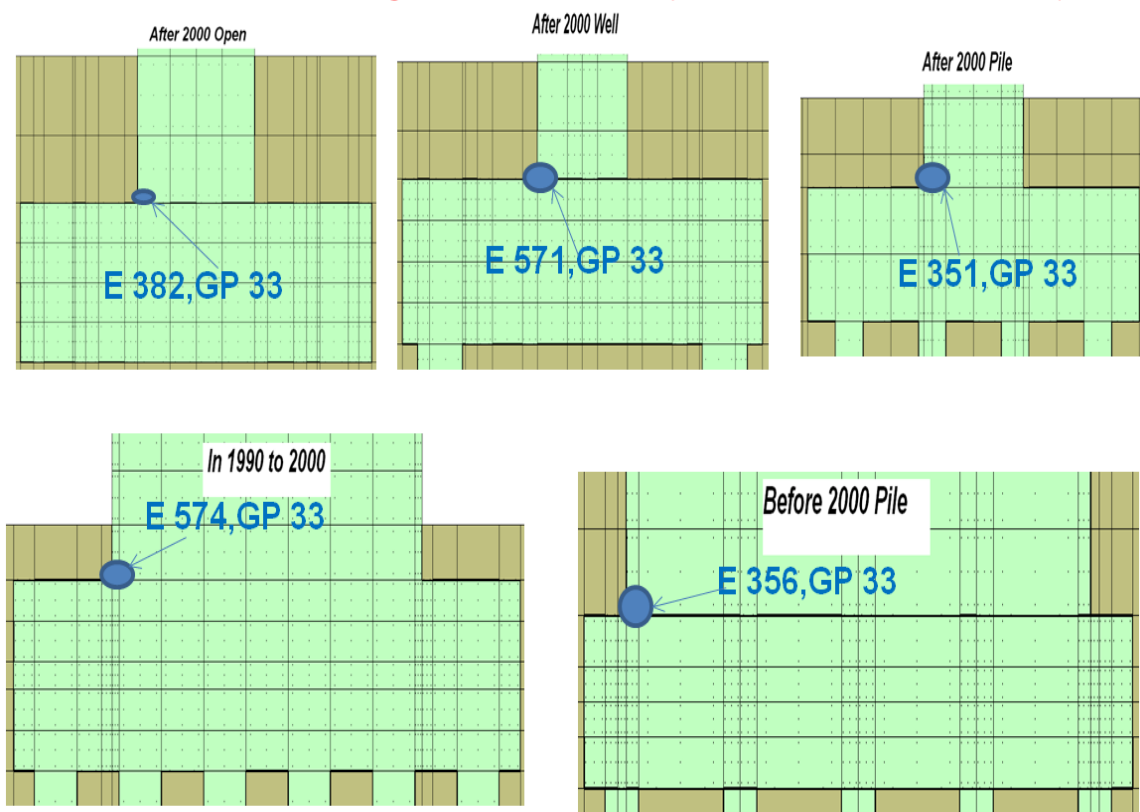 After 2000 Open
After 2000 Well
After 2000 Pile
E 382,GP 33
E 571,GP 33
E 351,GP 33
In 1990 to 2000
E 574,GP 33
Before 2000 Pile
E 356,GP 33